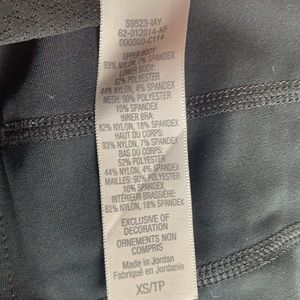 S9523-IAY
82-012014-KF
000000-C114
UPPER BODY:
93% NYLON, 7% SPANDEX
LOWER BODY:
52% POLYESTER
44% NYLON, 4% SPANDEX
MESH: 90% POLYESTER
10% SPANDEX
INNER BRA:
82% NYLON, 18% SPANDEX
HAUT DU CORPS:
93% NYLON, 7% SPANDEX
BAS DU CORPS:
52% POLYESTER
44% NYLON, 4% SPANDEX
MAILLES: 90% POLYESTER
10% SPANDEX
INTÉRIEUR BRASSIÈRE:
82% NYLON, 18% SPANDEX
EXCLUSIVE OF
DECORATION
ORNEMENTS NON
COMPRIS
Made in Jordan
Fabriqué en Jordanie
XS/TP